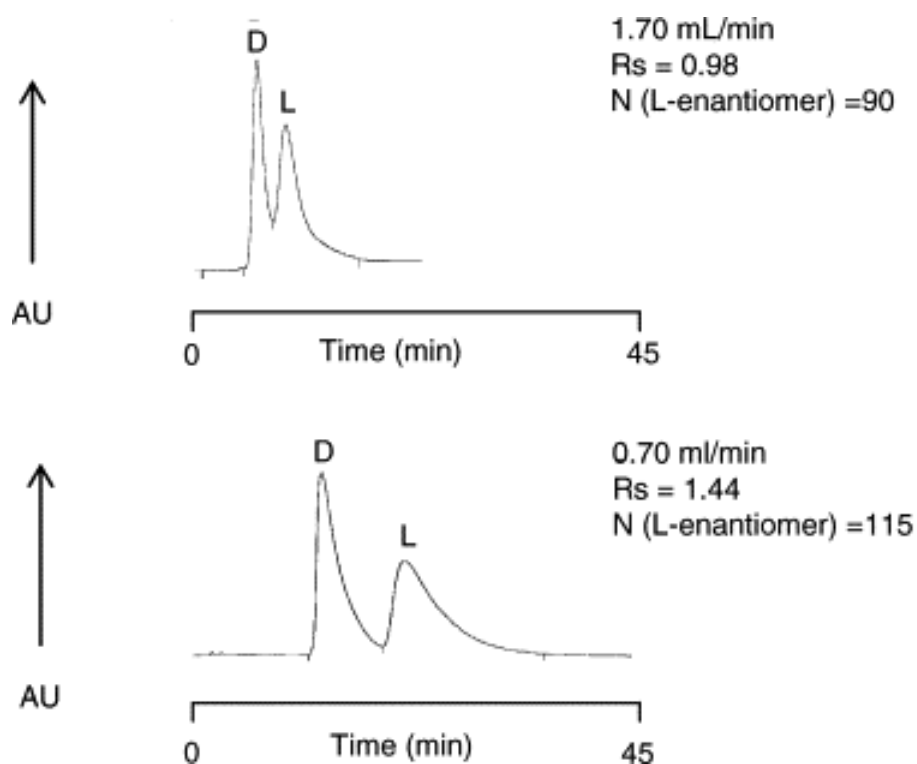 D
L
1.70 mL/min
Rs = 0.98
N (L-enantiomer) =90
AU
0
Time (min)
45
D
L
0.70 ml/min
Rs = 1.44
N (L-enantiomer) =115
AU
0
Time (min)
45